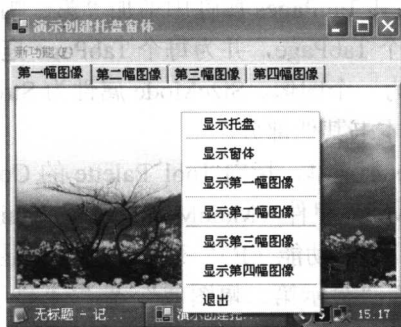 演示创建托盘窗体
新功能(Z)
第一幅图像 第二幅图像 第三幅图像 第四幅图像
显示托盘
显示窗体
显示第一幅图像
显示第二幅图像
显示第三幅图像
显示第四幅图像
退出
无标题 - 记... 演示创建托... 15:17